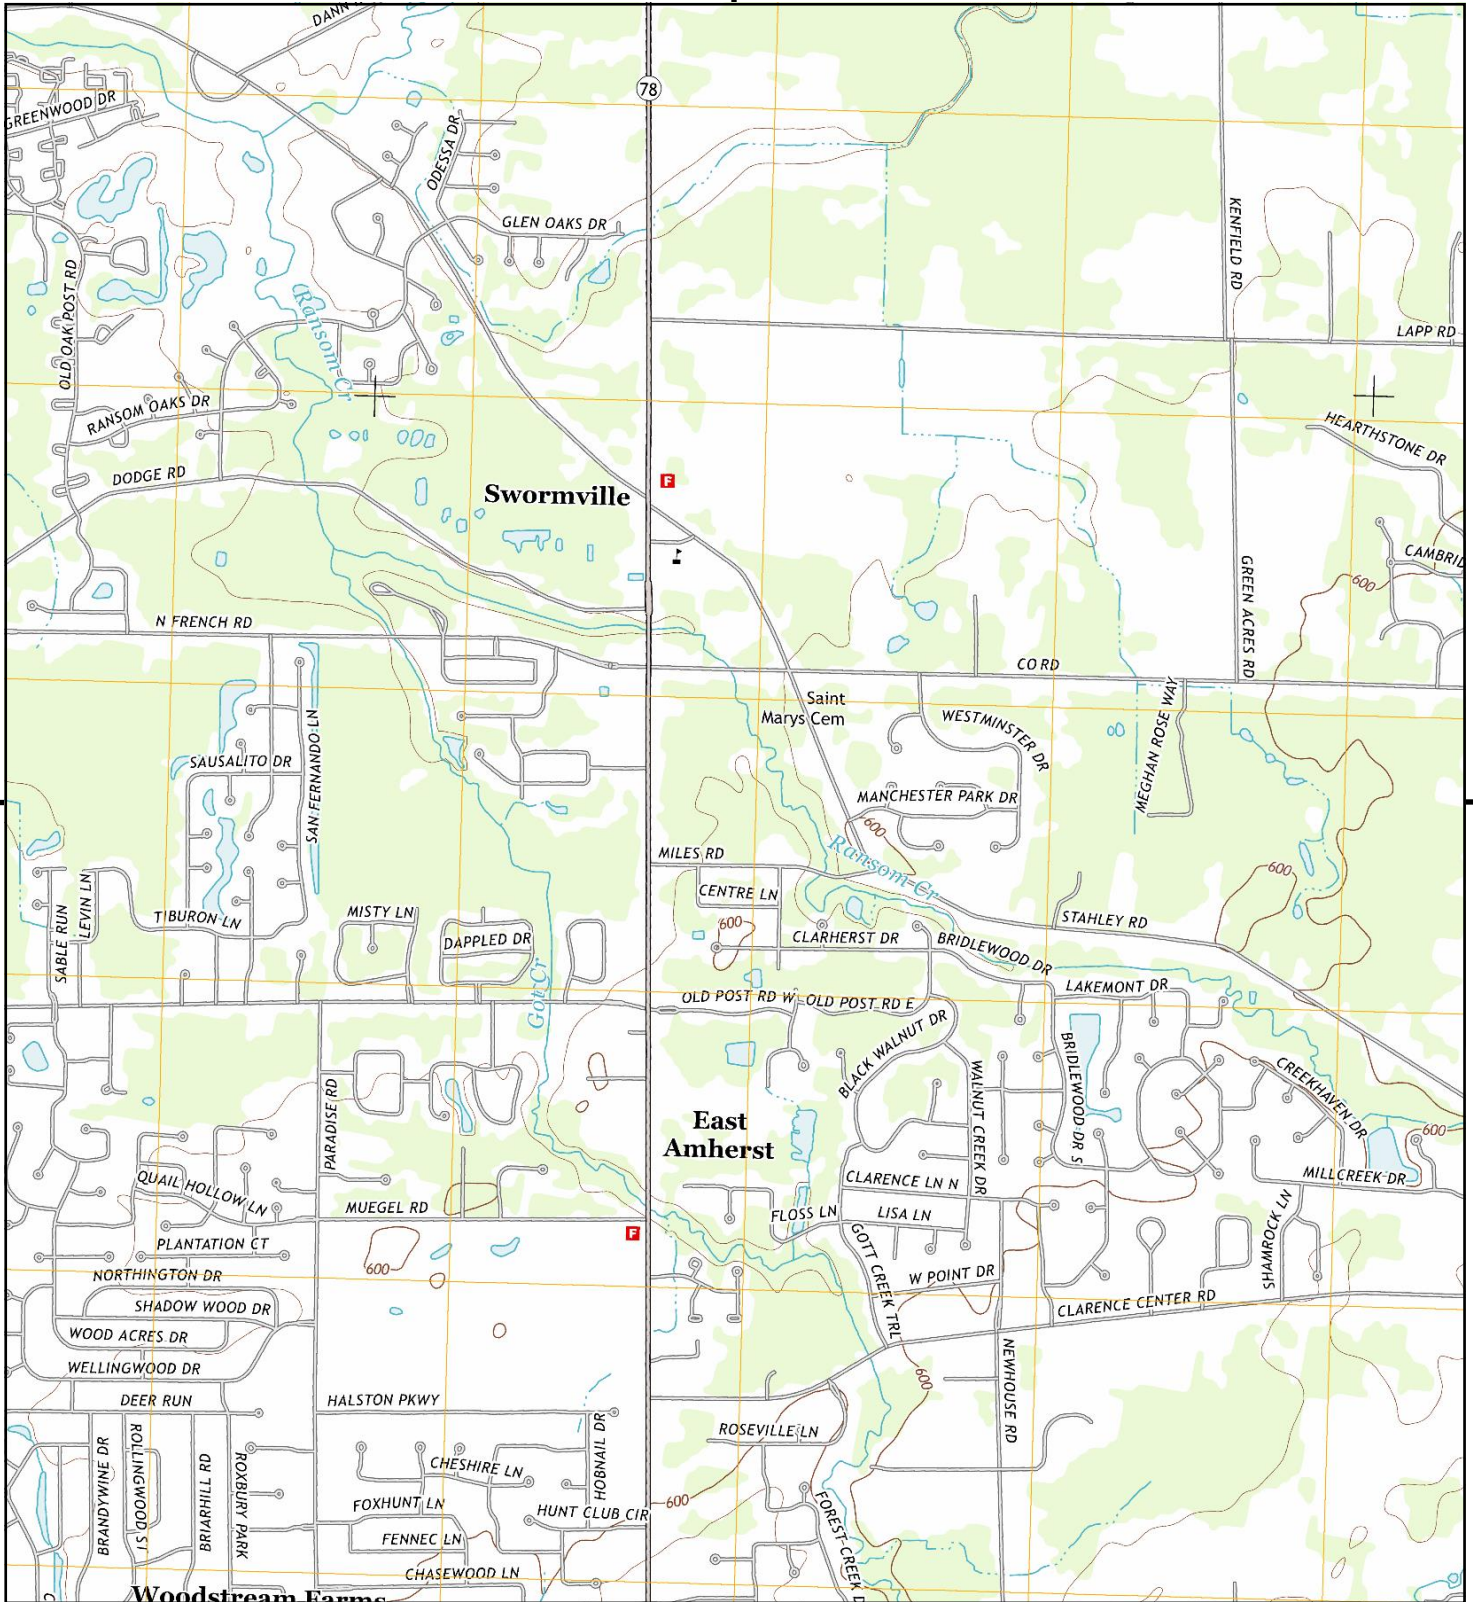 DANN
78
GREENWOOD DR
ODESSA DR
GLEN OAKS DR
KENFIELD RD
OLD OAK POST RD
Ransom Cr
LAPP RD
RANSOM OAKS DR
HEARTHSTONE DR
DODGE RD
Swormville
F
CAMBRID
600
GREEN ACRES RD
N FRENCH RD
CO RD
Saint
Marys Cem
WESTMINSTER DR
MEGHAN ROSE WAY
SAN FERNANDO LN
SAUSALITO DR
MANCHESTER PARK DR
600
MILES RD
Ransom Cr
600
CENTRE LN
LEVIN LN
SABLE RUN
TIBURON LN
MISTY LN
DAPPLED DR
600
CLARHERST DR
BRIDLEWOOD DR
STAHLEY RD
Gott Cr
OLD POST RD W
OLD POST RD E
LAKEMONT DR
BLACK WALNUT DR
WALNUT CREEK DR
BRIDLEWOOD DR S
CREEKHAVEN DR
PARADISE RD
East
Amherst
600
QUAIL HOLLOW LN
MUEGEL RD
CLARENCE LN N
MILLCREEK DR
FLOSS LN
LISA LN
F
PLANTATION CT
600
GOTT CREEK TRL
W POINT DR
SHAMROCK LN
NORTHINGTON DR
SHADOW WOOD DR
CLARENCE CENTER RD
WOOD ACRES DR
WELLINGWOOD DR
NEWHOUSE RD
600
DEER RUN
HALSTON PKWY
ROSEVILLE LN
BRANDYWINE DR
ROLLINGWOOD ST
BRIARHILL RD
ROXBURY PARK
CHESHIRE LN
HOBNAIL DR
FOXHUNT LN
HUNT CLUB CIR
600
FOREST CREEK D
FENNEC LN
CHASEWOOD LN
Woodstream Farms